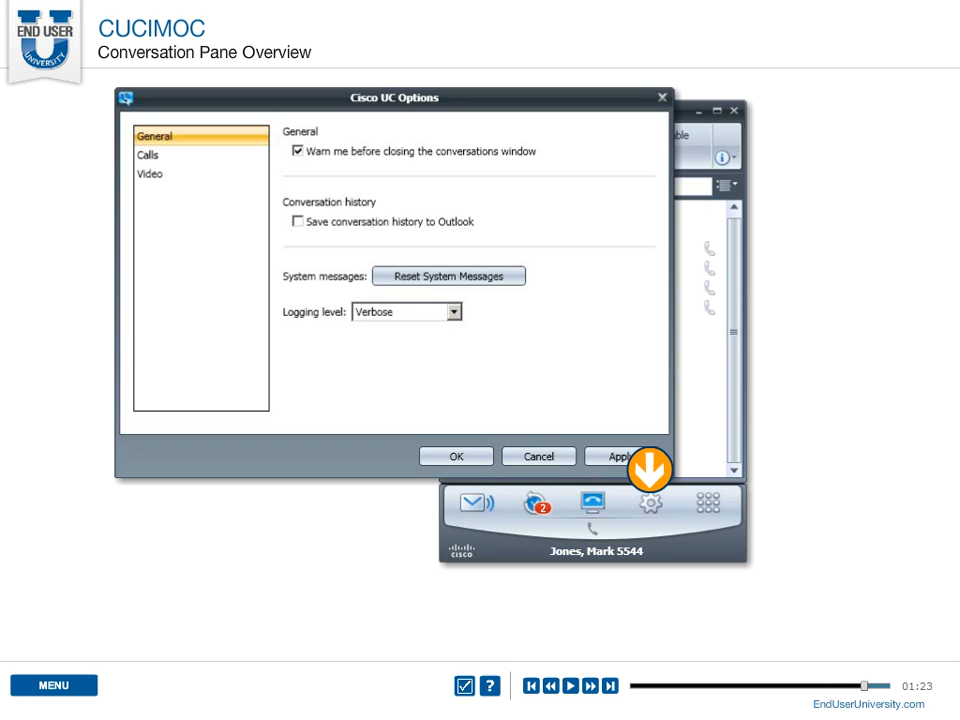 END USER
U
UNIVERSITY
CUCIMOC
Conversation Pane Overview
Cisco UC Options
General
Calls
Video
General
Warn me before closing the conversations window
Conversation history
Save conversation history to Outlook
System messages: Reset System Messages
Logging level: Verbose
OK Cancel Apply
2
cisco
Jones, Mark 5544
MENU
?
01:23
EndUserUniversity.com